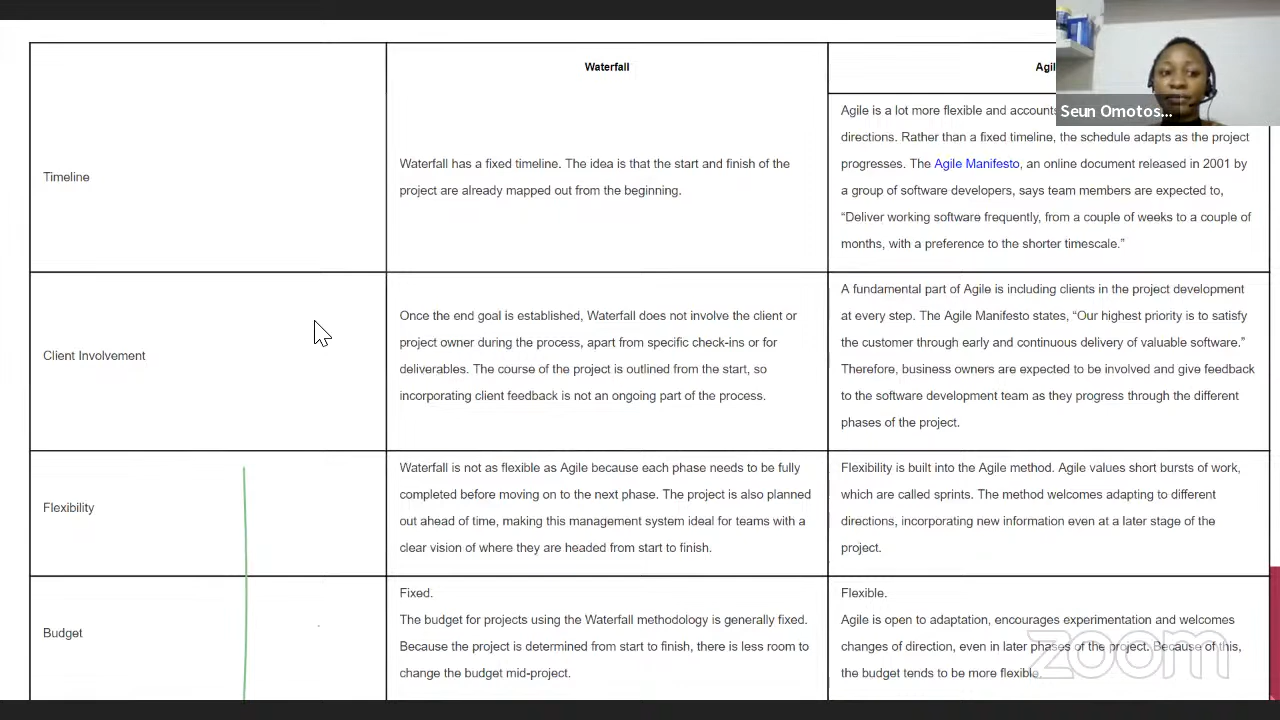 Waterfall
Agil
Seun Omotos...
Timeline
Waterfall has a fixed timeline. The idea is that the start and finish of the
project are already mapped out from the beginning.
Agile is a lot more flexible and accounts
directions. Rather than a fixed timeline, the schedule adapts as the project
progresses. The Agile Manifesto, an online document released in 2001 by
a group of software developers, says team members are expected to,
“Deliver working software frequently, from a couple of weeks to a couple of
months, with a preference to the shorter timescale.”
Client Involvement
Once the end goal is established, Waterfall does not involve the client or
project owner during the process, apart from specific check-ins or for
deliverables. The course of the project is outlined from the start, so
incorporating client feedback is not an ongoing part of the process.
A fundamental part of Agile is including clients in the project development
at every step. The Agile Manifesto states, “Our highest priority is to satisfy
the customer through early and continuous delivery of valuable software.”
Therefore, business owners are expected to be involved and give feedback
to the software development team as they progress through the different
phases of the project.
Flexibility
Waterfall is not as flexible as Agile because each phase needs to be fully
completed before moving on to the next phase. The project is also planned
out ahead of time, making this management system ideal for teams with a
clear vision of where they are headed from start to finish.
Flexibility is built into the Agile method. Agile values short bursts of work,
which are called sprints. The method welcomes adapting to different
directions, incorporating new information even at a later stage of the
project.
Budget
Fixed.
The budget for projects using the Waterfall methodology is generally fixed.
Because the project is determined from start to finish, there is less room to
change the budget mid-project.
Flexible.
Agile is open to adaptation, encourages experimentation and welcomes
changes of direction, even in later phases of the project. Because of this,
the budget tends to be more flexible.
zoom